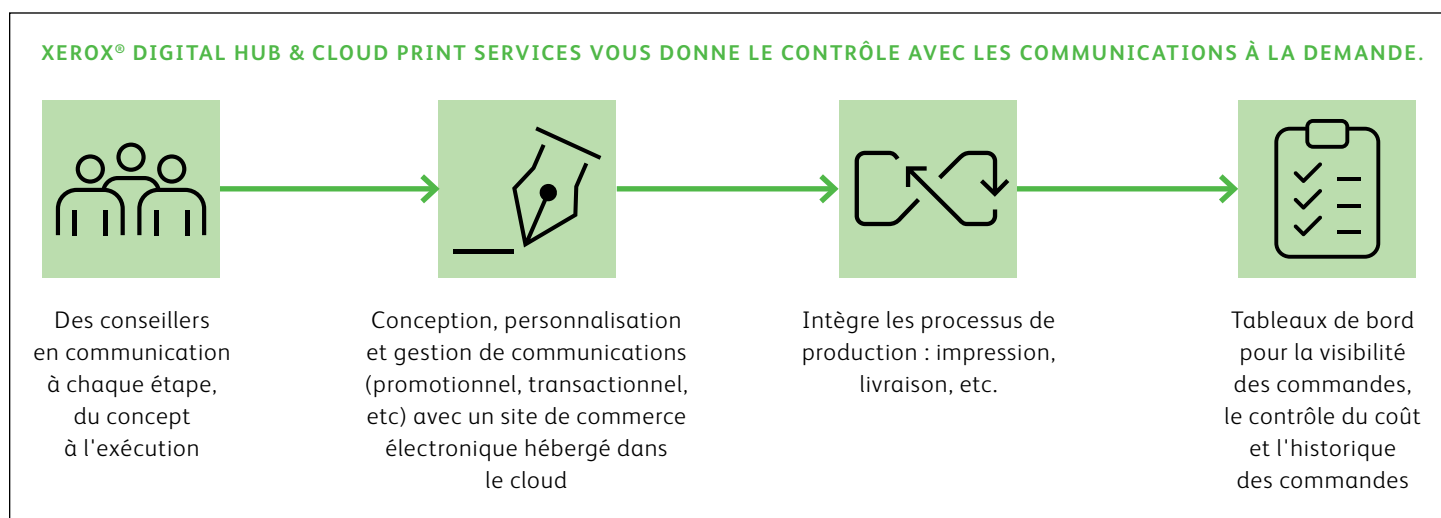 XEROX® DIGITAL HUB & CLOUD PRINT SERVICES VOUS DONNE LE CONTRÔLE AVEC LES COMMUNICATIONS À LA DEMANDE.
Des conseillers
en communication
à chaque étape,
du concept
à l'exécution
Conception, personnalisation
et gestion de communications
(promotionnel, transactionnel,
etc) avec un site de commerce
électronique hébergé dans
le cloud
Intègre les processus de
production : impression,
livraison, etc.
Tableaux de bord
pour la visibilité
des commandes,
le contrôle du coût
et l'historique
des commandes